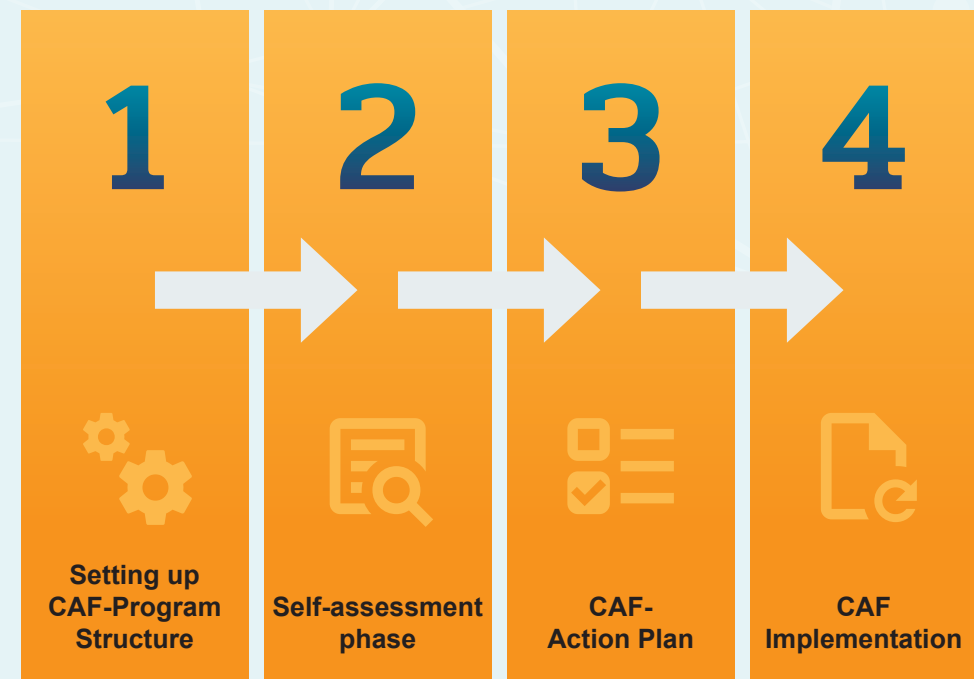 1
Setting up
CAF-Program
Structure
2
Self-assessment
phase
3
CAF-
Action Plan
4
CAF
Implementation